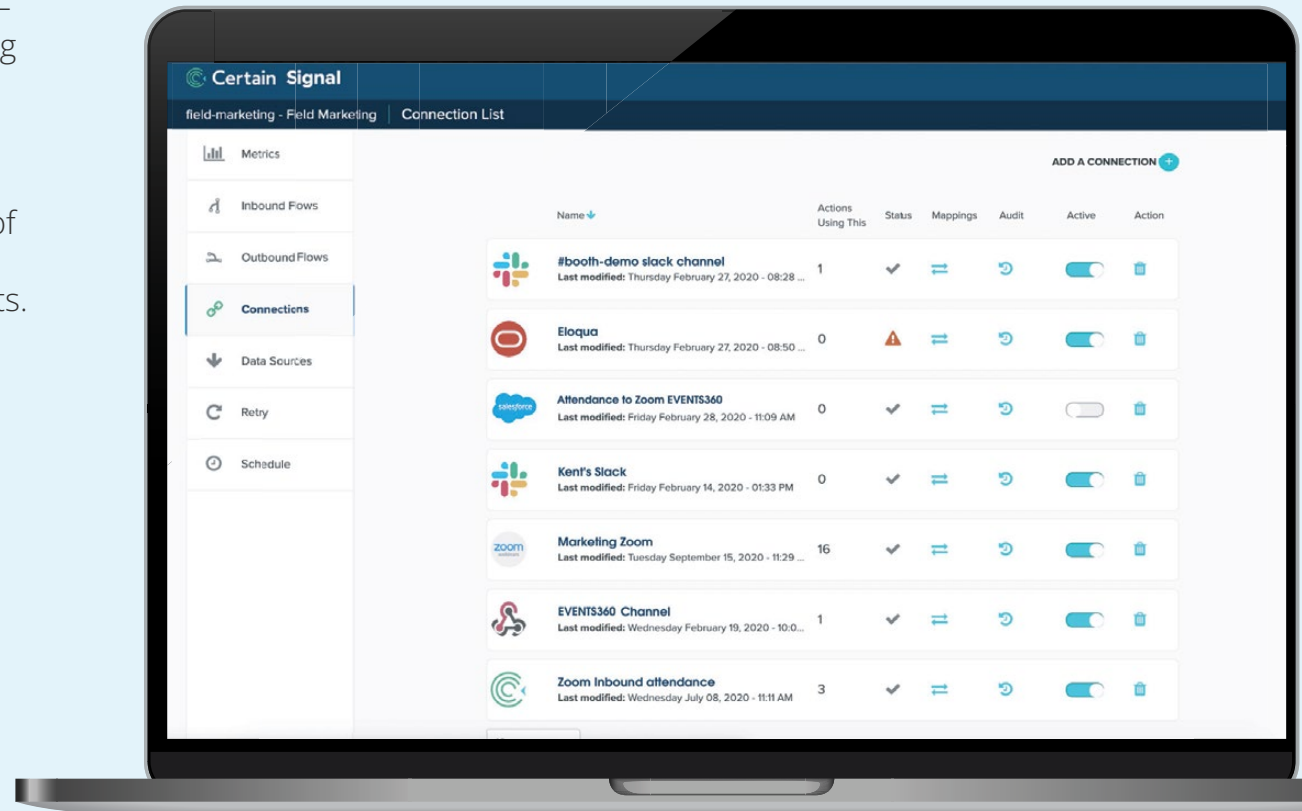 g
of
ts.
Certain Signal
field-marketing - Field Marketing Connection List
Metrics
Inbound Flows
Outbound Flows
Connections
Data Sources
Retry
Schedule
ADD A CONNECTION
Name
Actions
Using This
Status
Mappings
Audit
Active
Action
#booth-demo slack channel
Last modified: Thursday February 27, 2020 - 08:28 ...
1
Eloqua
Last modified: Thursday February 27, 2020 - 08:50 ...
0
salesforce
Attendance to Zoom EVENTS360
Last modified: Friday February 28, 2020 - 11:09 AM
0
Kent's Slack
Last modified: Friday February 14, 2020 - 01:33 PM
0
zoom
webinars
Marketing Zoom
Last modified: Tuesday September 15, 2020 - 11:29 ...
16
EVENTS360 Channel
Last modified: Wednesday February 19, 2020 - 10:0...
1
Zoom Inbound attendance
Last modified: Wednesday July 08, 2020 - 11:11 AM
3